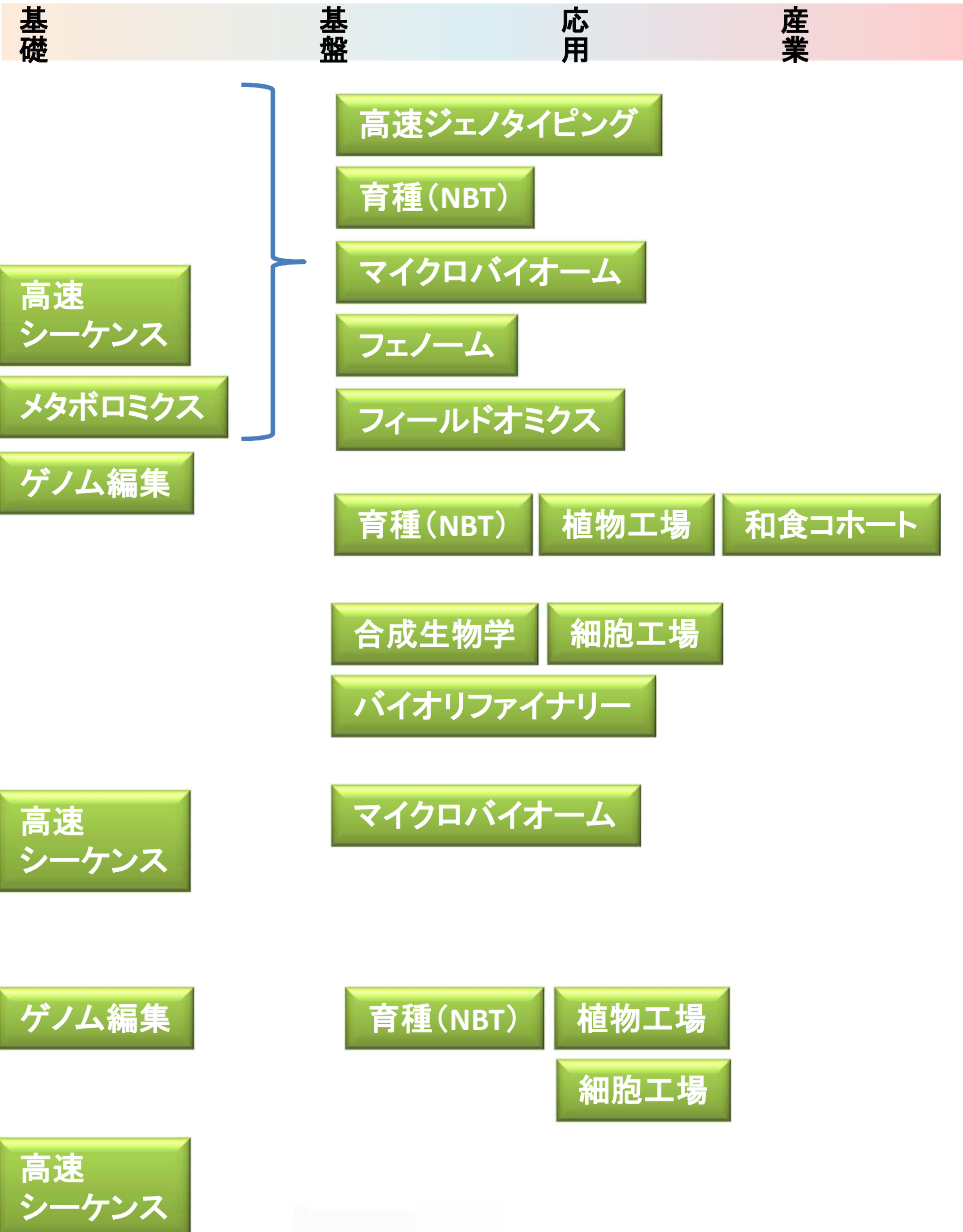 基礎
基盤
応用
産業
高速ジェノタイピング
育種（NBT）
マイクロバイオーム
高速
シーケンス
フェノーム
メタボロミクス
フィールドオミクス
ゲノム編集
育種（NBT）
植物工場
和食コホート
合成生物学
細胞工場
バイオリファイナリー
高速
シーケンス
マイクロバイオーム
ゲノム編集
育種（NBT）
植物工場
細胞工場
高速
シーケンス